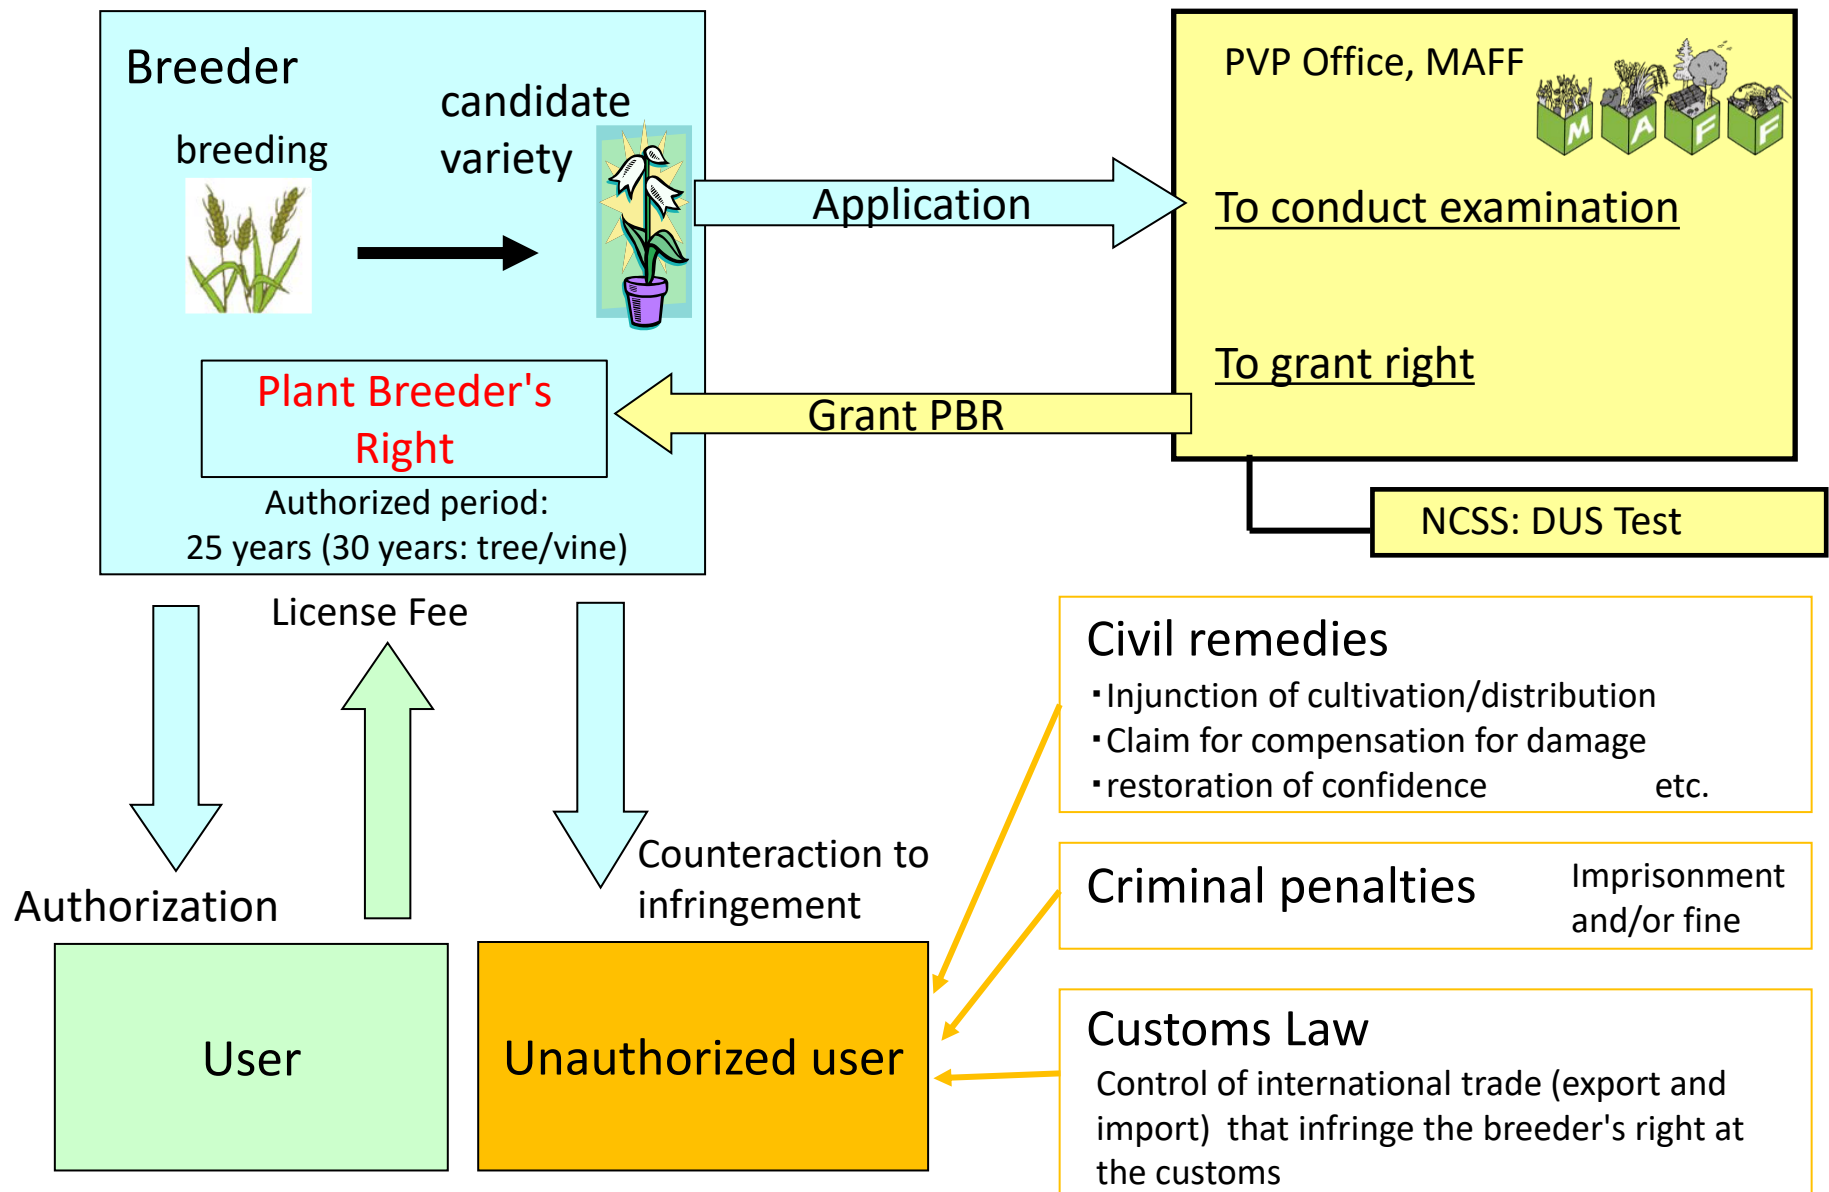 Breeder
breeding
candidate
variety
Application
PVP Office, MAFF
M A F F
To conduct examination
To grant right
Grant PBR
Plant Breeder's
Right
Authorized period:
25 years (30 years: tree/vine)
NCSS: DUS Test
License Fee
Authorization
Counteraction to
infringement
User
Unauthorized user
Civil remedies
・Injunction of cultivation/distribution
・Claim for compensation for damage
・restoration of confidence etc.
Criminal penalties
Imprisonment
and/or fine
Customs Law
Control of international trade (export and
import) that infringe the breeder's right at
the customs